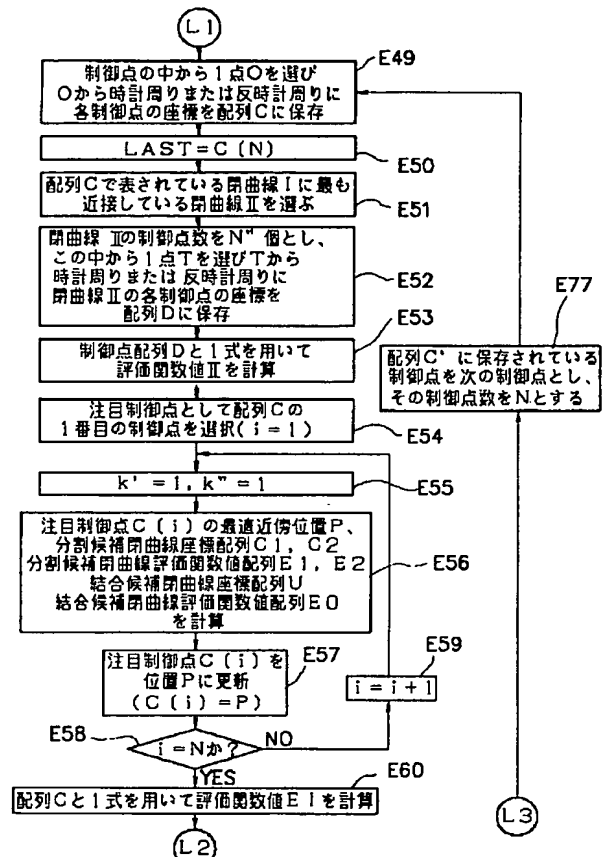 L1
E49
制御点の中から1点Oを選び
Oから時計周りまたは反時計周りに
各制御点の座標を配列Cに保存
LAST=C(N)
E50
配列Cで表されている閉曲線Iに最も
近接している閉曲線IIを選ぶ
E51
閉曲線 IIの制御点数をN"個とし、
この中から1点Tを選びTから
時計周りまたは 反時計周りに
閉曲線IIの各制御点の座標を
配列Dに保存
E52
E53
制御点配列Dと1式を用いて
評価関数値IIを計算
注目制御点として配列Cの
1番目の制御点を選択(i=1)
E54
k'=1,k"=1
E55
注目制御点C(i)の最適近傍位置P、
分割候補閉曲線座標配列C1,C2
分割候補閉曲線評価関数値配列E1,E2
結合候補閉曲線座標配列U
結合候補閉曲線評価関数値配列E0
を計算
E56
E57
注目制御点C(i)を
位置Pに更新
(C(i)=P)
E58
i=Nか?
NO
YES
E59
i=i+1
E60
配列Cと1式を用いて評価関数値EIを計算
L2
E77
配列C'に保存されている
制御点を次の制御点とし、
その制御点数をNとする
L3